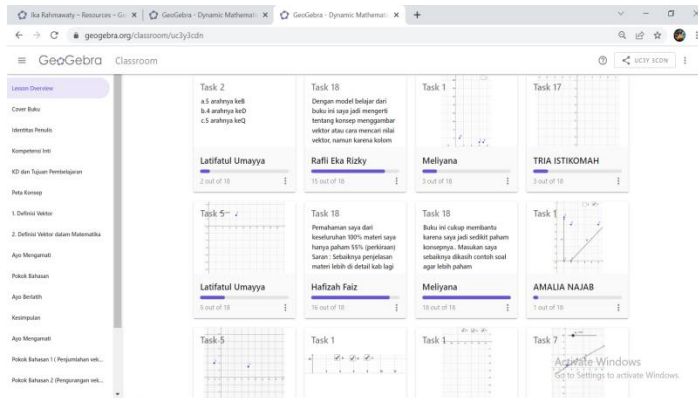 Ika Rahmawaty – Resources – Ge
GeoGebra - Dynamic Mathematic
GeoGebra - Dynamic Mathematic
geogebra.org/classroom/uc3y3cdn
GeoGebra Classroom
UC3Y 3CDN
Lesson Overview
Cover Buku
Identitas Penulis
Kompetensi Inti
KD dan Tujuan Pembelajaran
Peta Konsep
1. Definisi Vektor
2. Definisi Vektor dalam Matematika
Ayo Mengamati
Pokok Bahasan
Ayo Berlatih
Kesimpulan
Ayo Mengamati
Pokok Bahasan 1 ( Penjumlahan vek...
Pokok Bahasan 2 (Pengurangan vek...
Task 2
a.5 arahnya keB
b.4 arahnya keD
c.5 arahnya keQ
Latifatul Umayya
2 out of 18
Task 18
Dengan model belajar dari
buku ini saya jadi mengerti
tentang konsep menggambar
vektor atau cara mencari nilai
vektor, namun karena kolom
Rafli Eka Rizky
15 out of 18
Task 1
Meliyana
3 out of 18
Task 17
TRIA ISTIKOMAH
3 out of 18
Task 5
Latifatul Umayya
5 out of 18
Task 18
Pemahaman saya dari
keseluruhan 100% materi saya
hanya paham 55% (perkiraan)
Saran : Sebaiknya penjelasan
materi lebih di detail kab lagi
Hafizah Faiz
16 out of 18
Task 18
Buku ini cukup membantu
karena saya jadi sedikit paham
konsepnya.. Masukan saya
sebaiknya dikasih contoh soal
agar lebih paham
Meliyana
18 out of 18
Task 1
AMALIA NAJAB
1 out of 18
Task 5
Task 1
Task 1
Task 7
Activate Windows
Go to Settings to activate Windows.